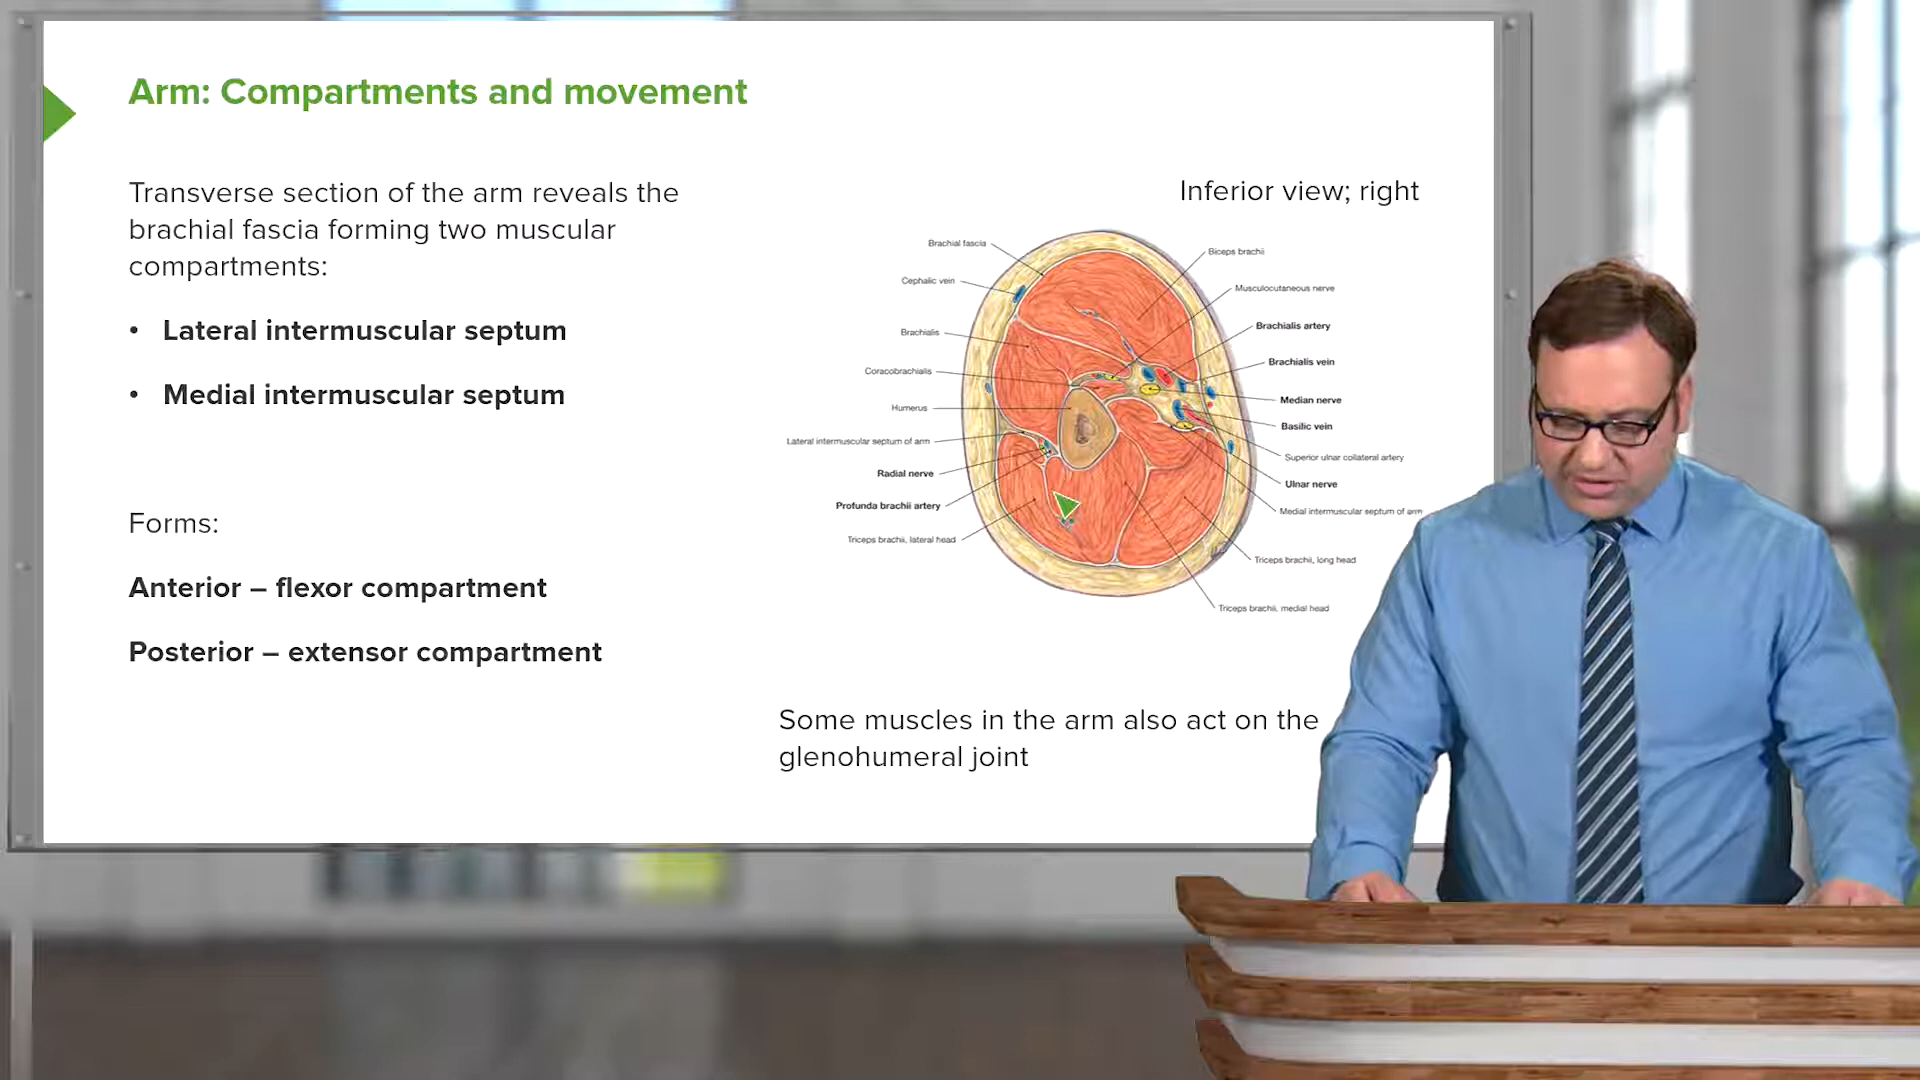 Arm: Compartments and movement
Transverse section of the arm reveals the
brachial fascia forming two muscular
compartments:
• Lateral intermuscular septum
• Medial intermuscular septum
Forms:
Anterior – flexor compartment
Posterior – extensor compartment
Inferior view; right
Brachial fascia
Cephalic vein
Brachialis
Coracobrachialis
Humerus
Lateral intermuscular septum of arm
Radial nerve
Profunda brachii artery
Triceps brachii, lateral head
Biceps brachii
Musculocutaneous nerve
Brachialis artery
Brachialis vein
Median nerve
Basilic vein
Superior ulnar collateral artery
Ulnar nerve
Medial intermuscular septum of arm
Triceps brachii, long head
Triceps brachii, medial head
Some muscles in the arm also act on the
glenohumeral joint